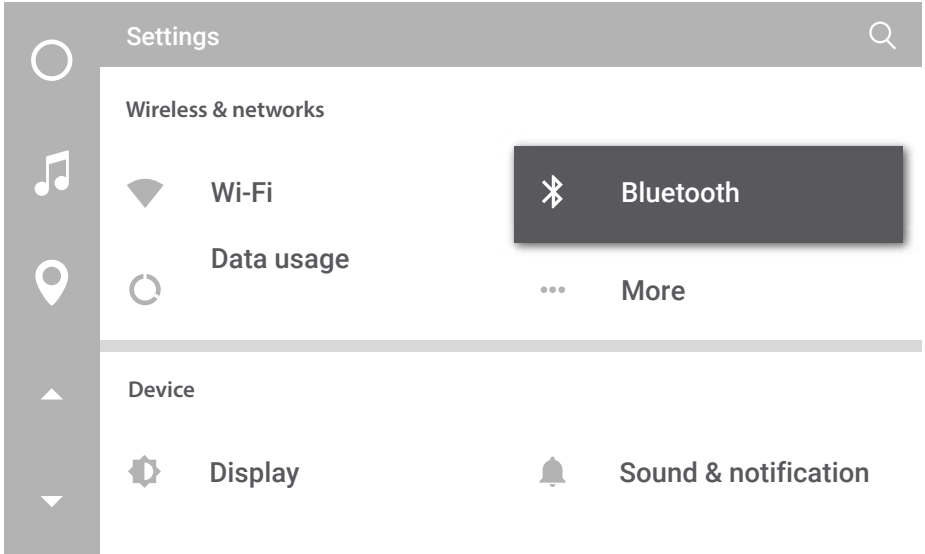 Settings
Wireless & networks
Wi-Fi
Bluetooth
Data usage
More
Device
Display
Sound & notification